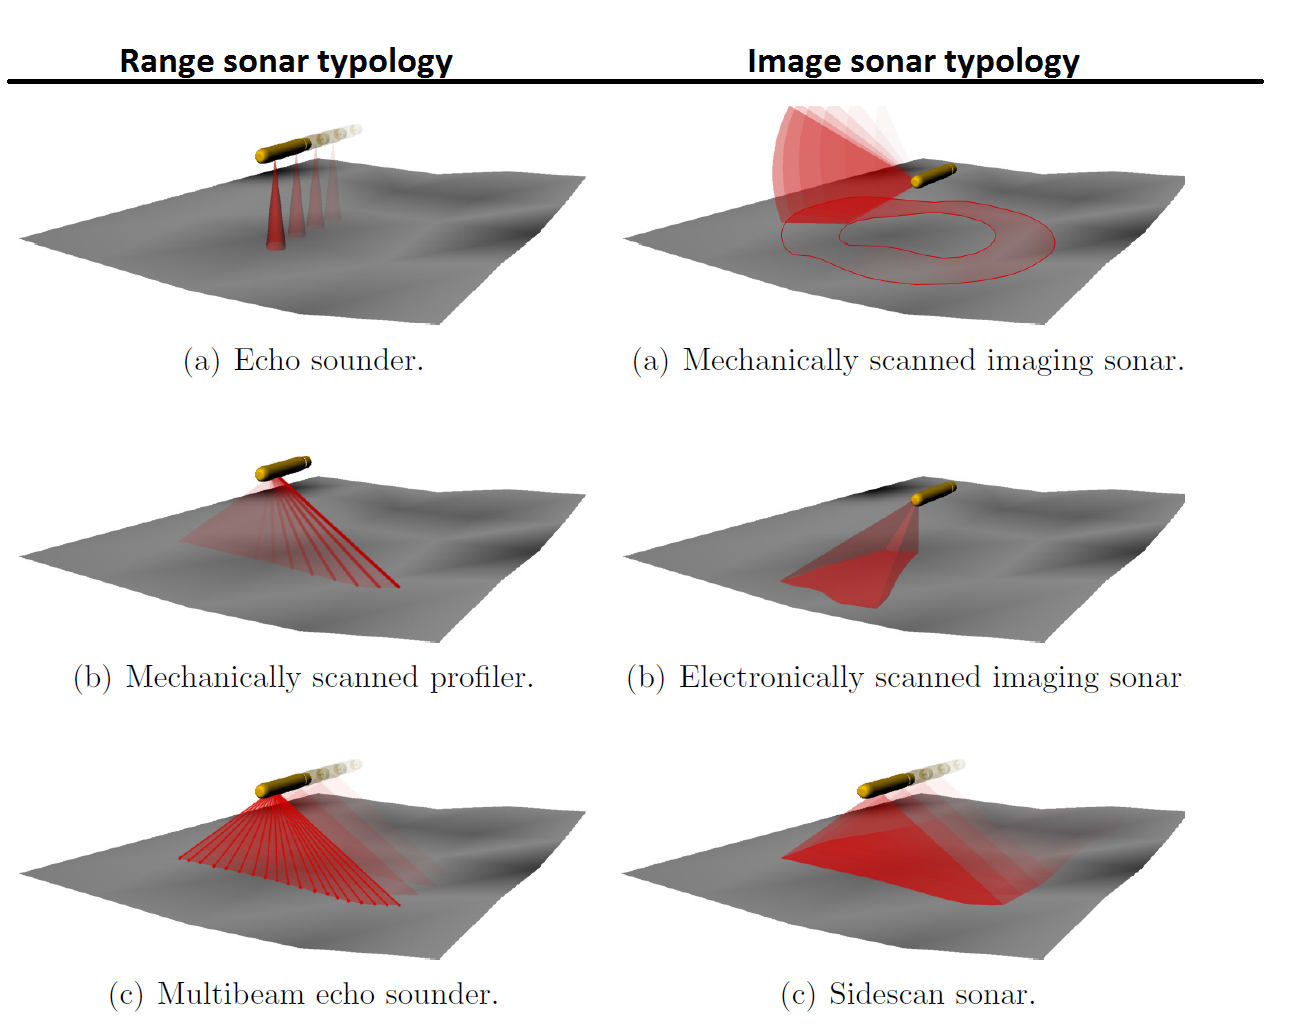 Range sonar typology
Image sonar typology
(a) Echo sounder.
(a) Mechanically scanned imaging sonar.
(b) Mechanically scanned profiler.
(b) Electronically scanned imaging sonar
(c) Multibeam echo sounder.
(c) Sidescan sonar.